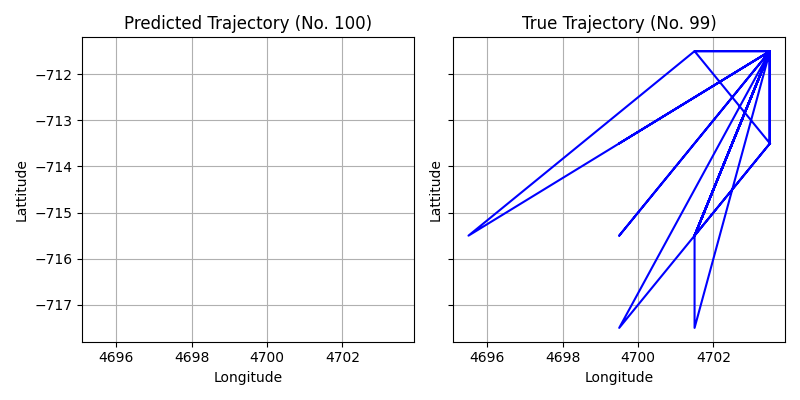 Predicted Trajectory (No. 100)
True Trajectory (No. 99)
−712
−713
−714
−715
−716
−717
Lattitude
Lattitude
4696
4698
4700
4702
4696
4698
4700
4702
Longitude
Longitude